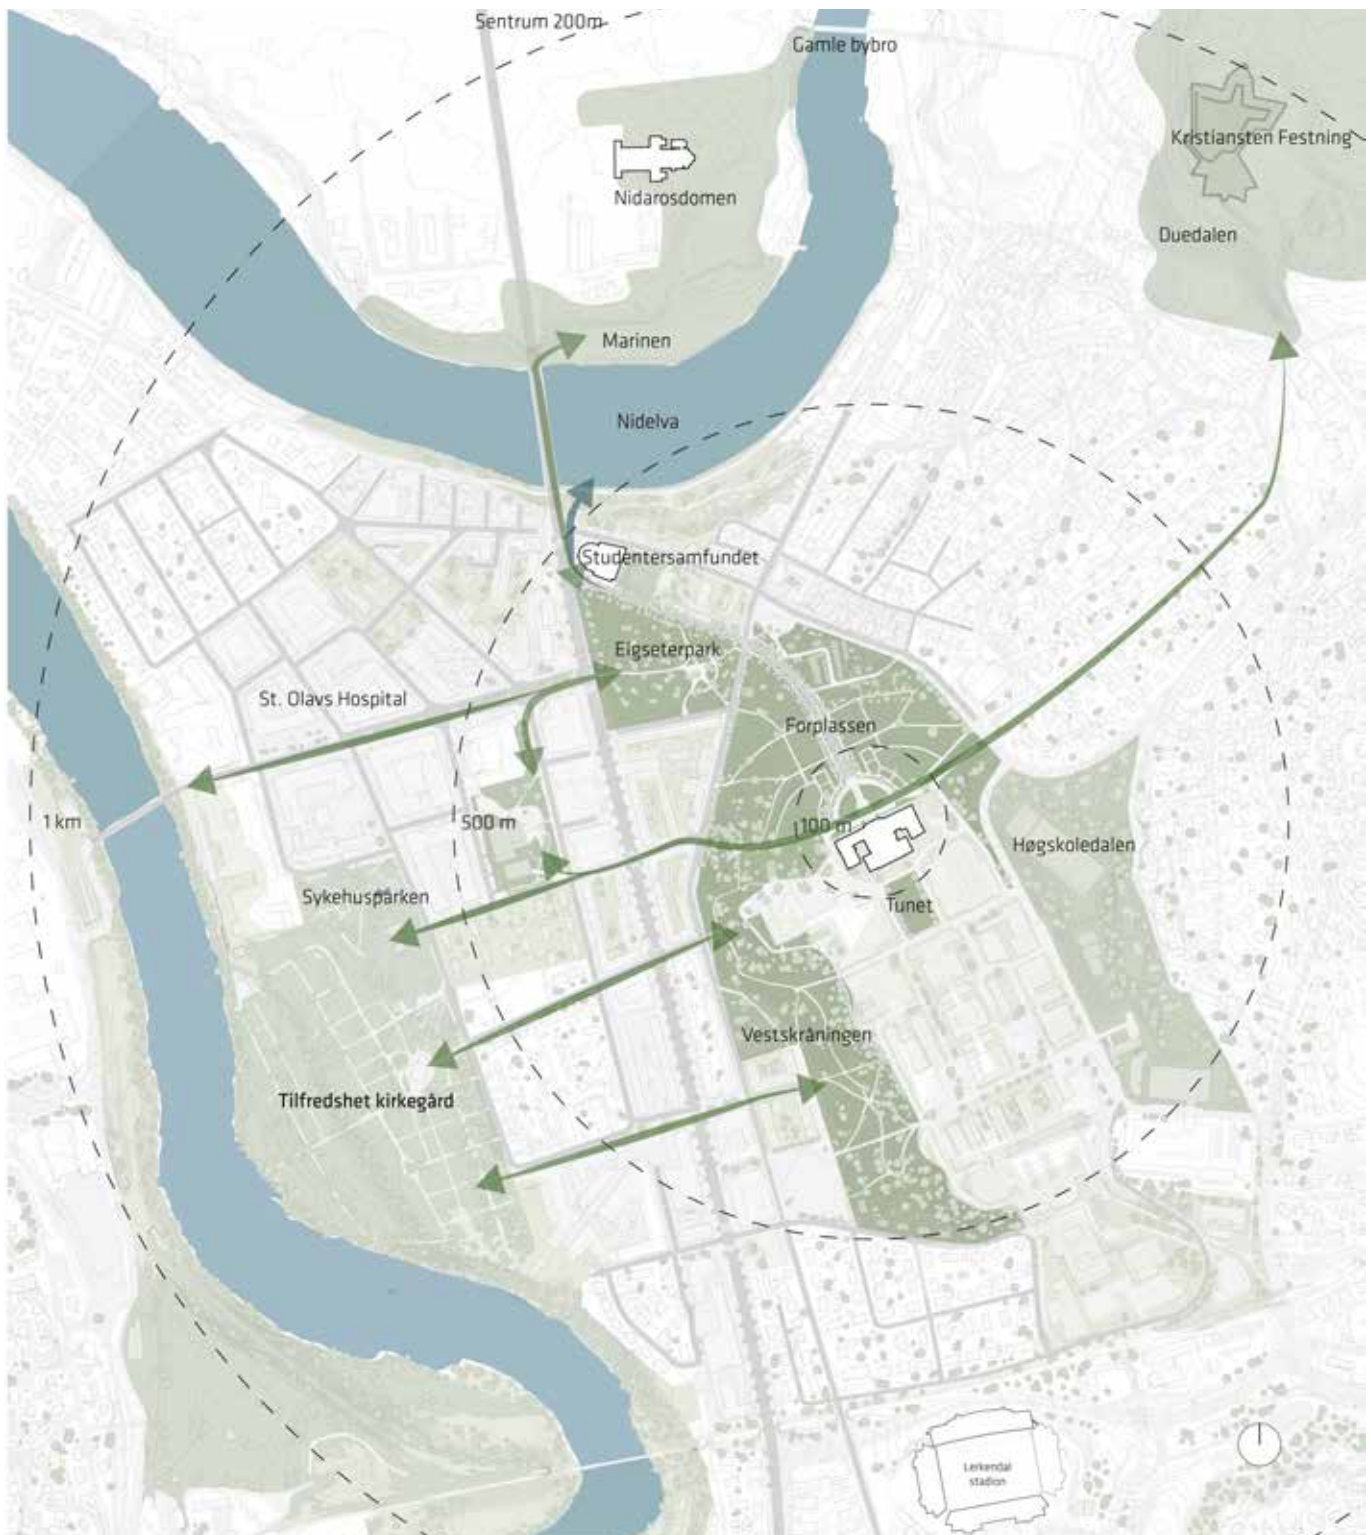 Sentrum 200m
Gamle bybro
Kristiansten Festning
Nidarosdomen
Duedalen
Marinen
Nidelva
Studentersamfundet
Eigseterpark
St. Olavs Hospital
Forplassen
1 km
500 m
100 m
Høgskoledalen
Sykehusparken
Tunet
Vestskråningen
Tilfredshet kirkegård
Lerkendal
stadion